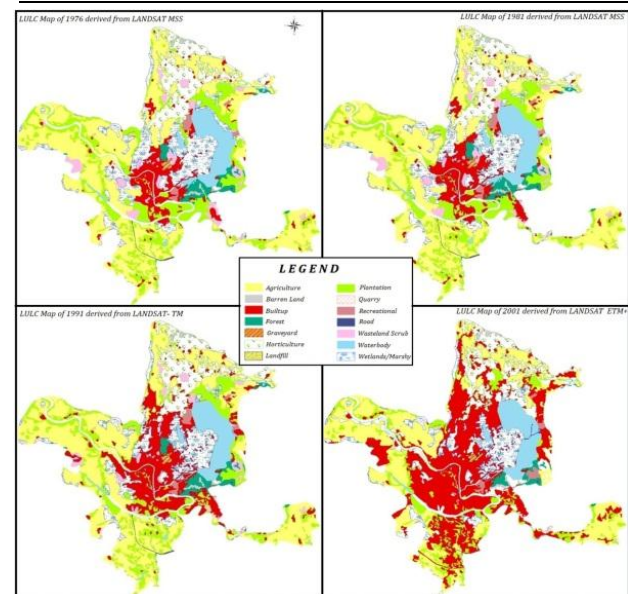 LULC Map of 1976 derived from LANDSAT MSS
LULC Map of 1981 derived from LANDSAT MSS
LEGEND
Agriculture
Barren Land
Builtup
Forest
Graveyard
Horticulture
Landfill
Plantation
Quarry
Recreational
Road
Wasteland Scrub
Waterbody
Wetlands/Marshy
LULC Map of 1991 derived from LANDSAT- TM
LULC Map of 2001 derived from LANDSAT ETM+